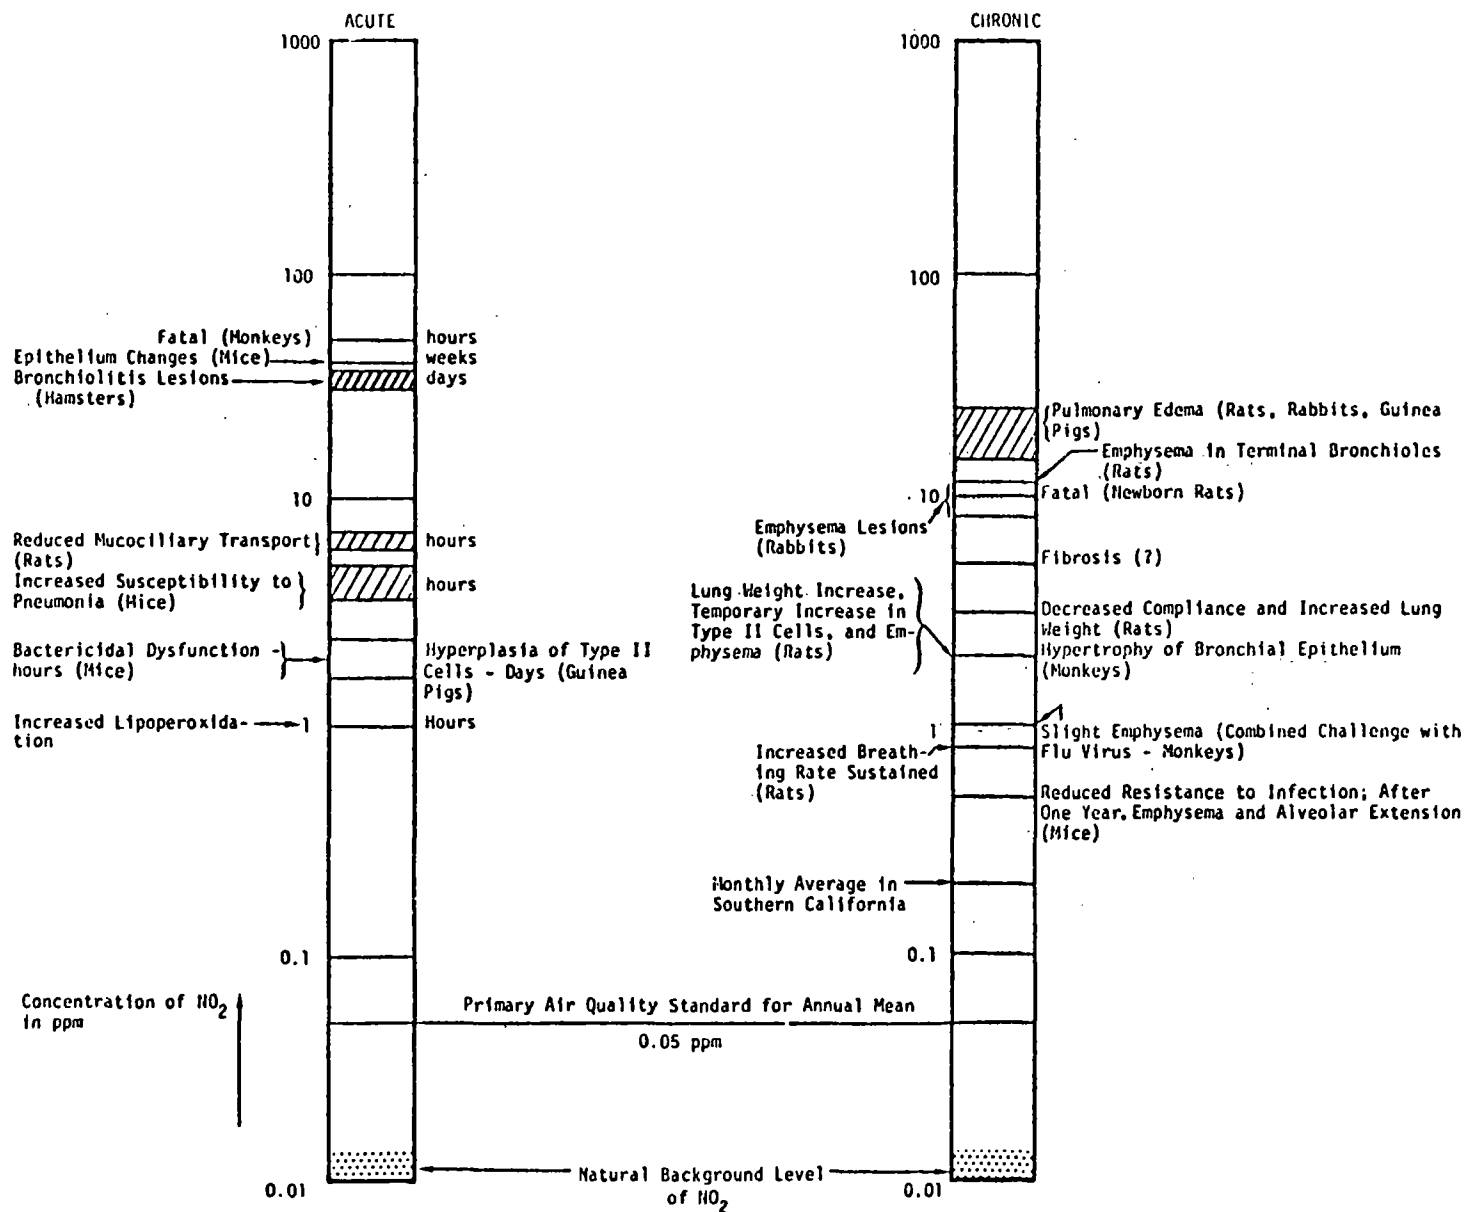 ACUTE
1000
100
Fatal (Monkeys)
hours
Epithelium Changes (Mice)
weeks
Bronchiolitis Lesions
(Hamsters)
days
10
Reduced Mucociliary Transport
(Rats)
hours
Increased Susceptibility to
Pneumonia (Mice)
hours
Bactericidal Dysfunction -
hours (Mice)
Hyperplasia of Type II
Cells - Days (Guinea
Pigs)
Increased Lipoperoxida-
tion
1
Hours
0.1
Concentration of NO2
in ppm
0.01
Primary Air Quality Standard for Annual Mean
0.05 ppm
Natural Background Level
of NO2
CHRONIC
1000
100
Pulmonary Edema (Rats, Rabbits, Guinea
Pigs)
Emphysema in Terminal Bronchioles
(Rats)
10
Fatal (Newborn Rats)
Emphysema Lesions
(Rabbits)
Fibrosis (?)
Lung Weight Increase,
Temporary Increase in
Type II Cells, and Em-
physema (Rats)
Decreased Compliance and Increased Lung
Weight (Rats)
Hypertrophy of Bronchial Epithelium
(Monkeys)
1
Slight Emphysema (Combined Challenge with
Flu Virus - Monkeys)
Increased Breath-
ing Rate Sustained
(Rats)
Reduced Resistance to Infection; After
One Year, Emphysema and Alveolar Extension
(Mice)
Monthly Average in
Southern California
0.1
0.01